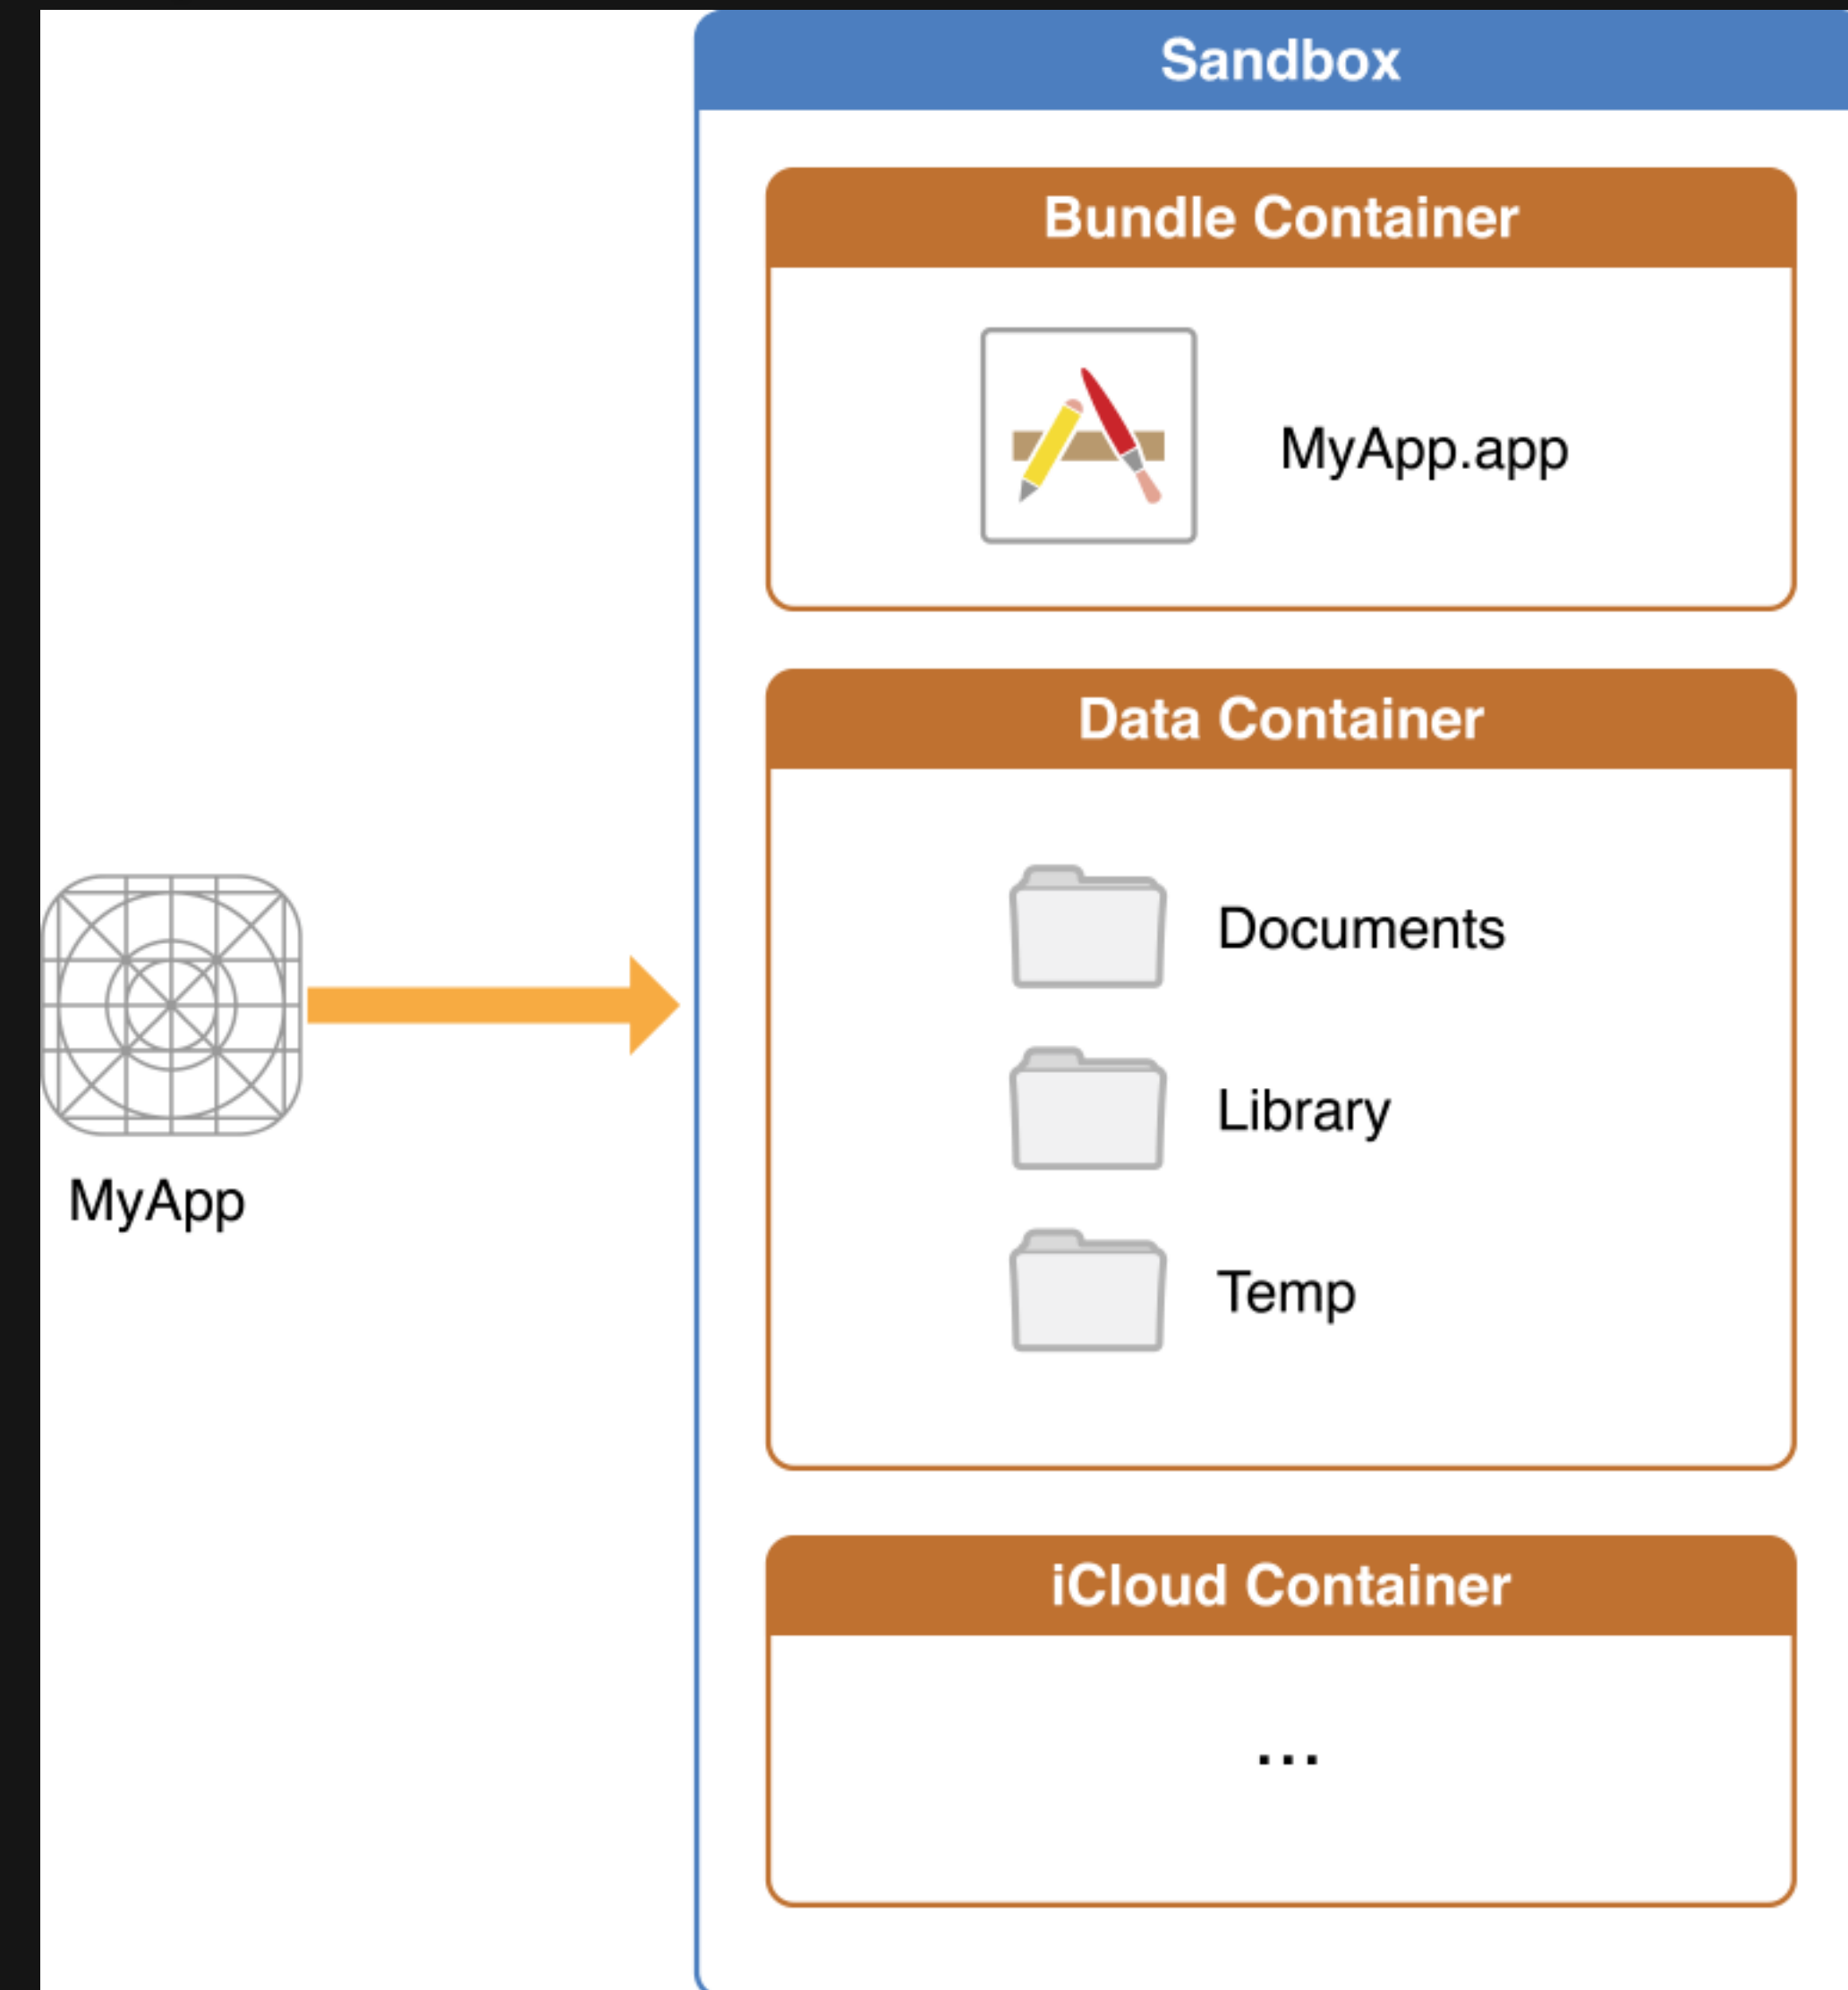 Sandbox
Bundle Container
MyApp.app
Data Container
Documents
Library
Temp
MyApp
iCloud Container
...